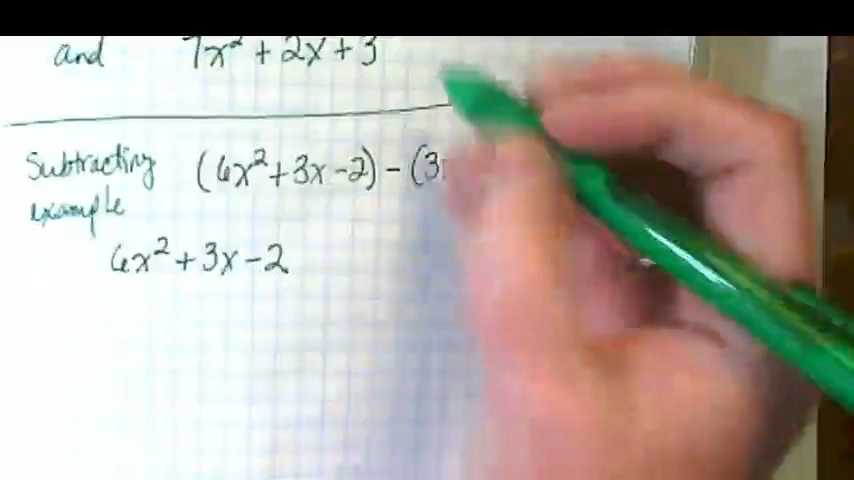 and 7x² + 2x + 3
Subtracting (6x²+3x-2) - (3
example
6x² + 3x - 2